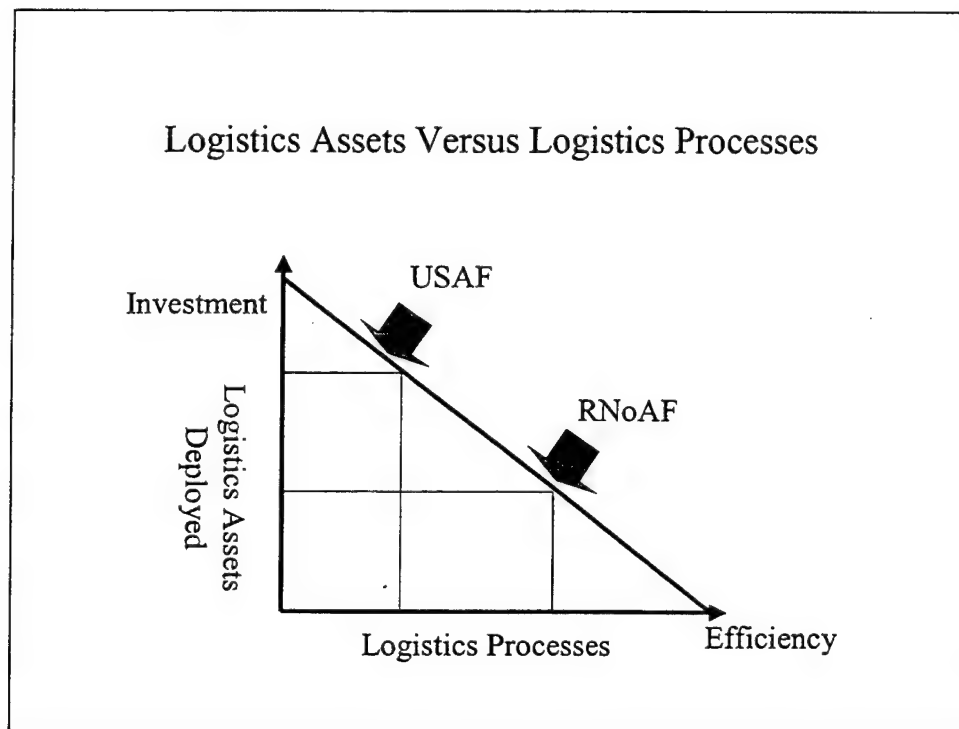 Logistics Assets Versus Logistics Processes
USAF
Investment
RNoAF
Logistics Assets
Deployed
Logistics Processes
Efficiency